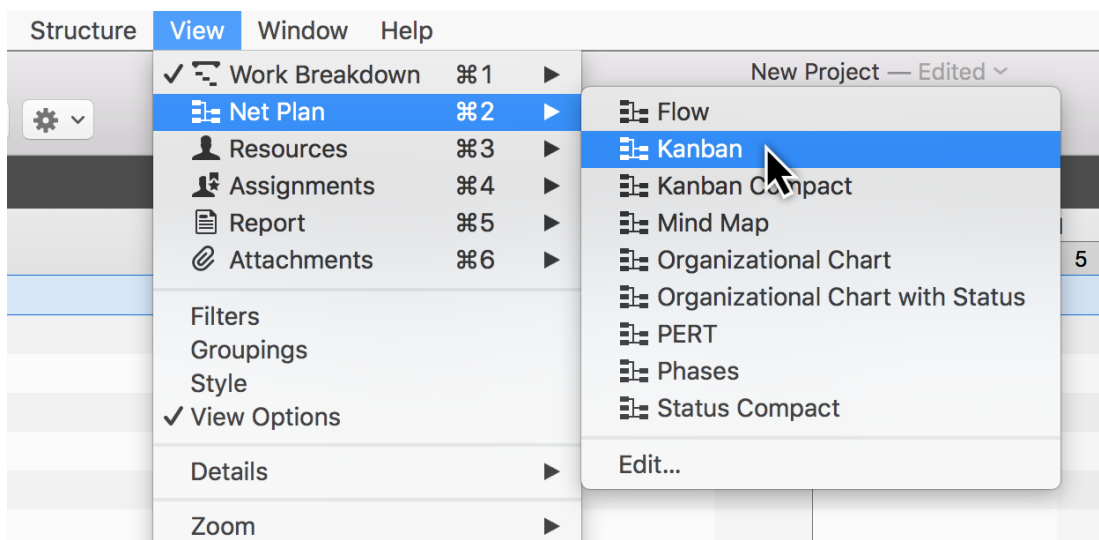 Structure View Window Help
New Project — Edited
✓ Work Breakdown ⌘1 ▶
Net Plan ⌘2 ▶
Resources ⌘3 ▶
Assignments ⌘4 ▶
Report ⌘5 ▶
Attachments ⌘6 ▶
Filters
Groupings
Style
✓ View Options
Details ▶
Zoom ▶
Flow
Kanban
Kanban Compact
Mind Map
Organizational Chart
Organizational Chart with Status
PERT
Phases
Status Compact
Edit...
5